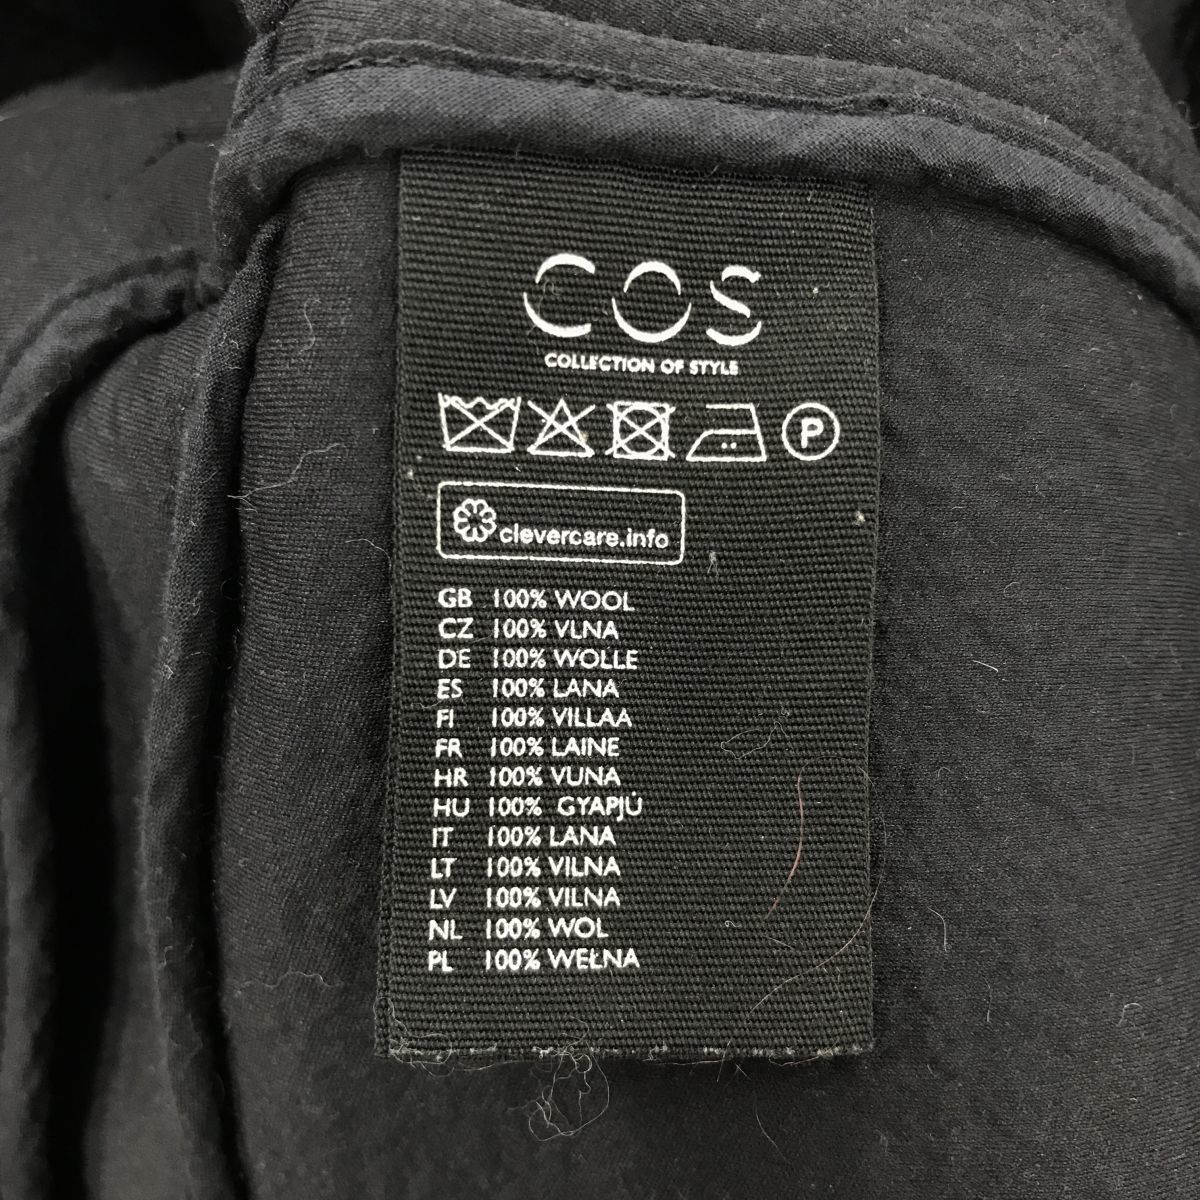 COS
COLLECTION OF STYLE
P
clevercare.info
GB 100% WOOL
CZ 100% VLNA
DE 100% WOLLE
ES 100% LANA
FI 100% VILLAA
FR 100% LAINE
HR 100% VUNA
HU 100% GYAPJÚ
IT 100% LANA
LT 100% VILNA
LV 100% VILNA
NL 100% WOL
PL 100% WEŁNA